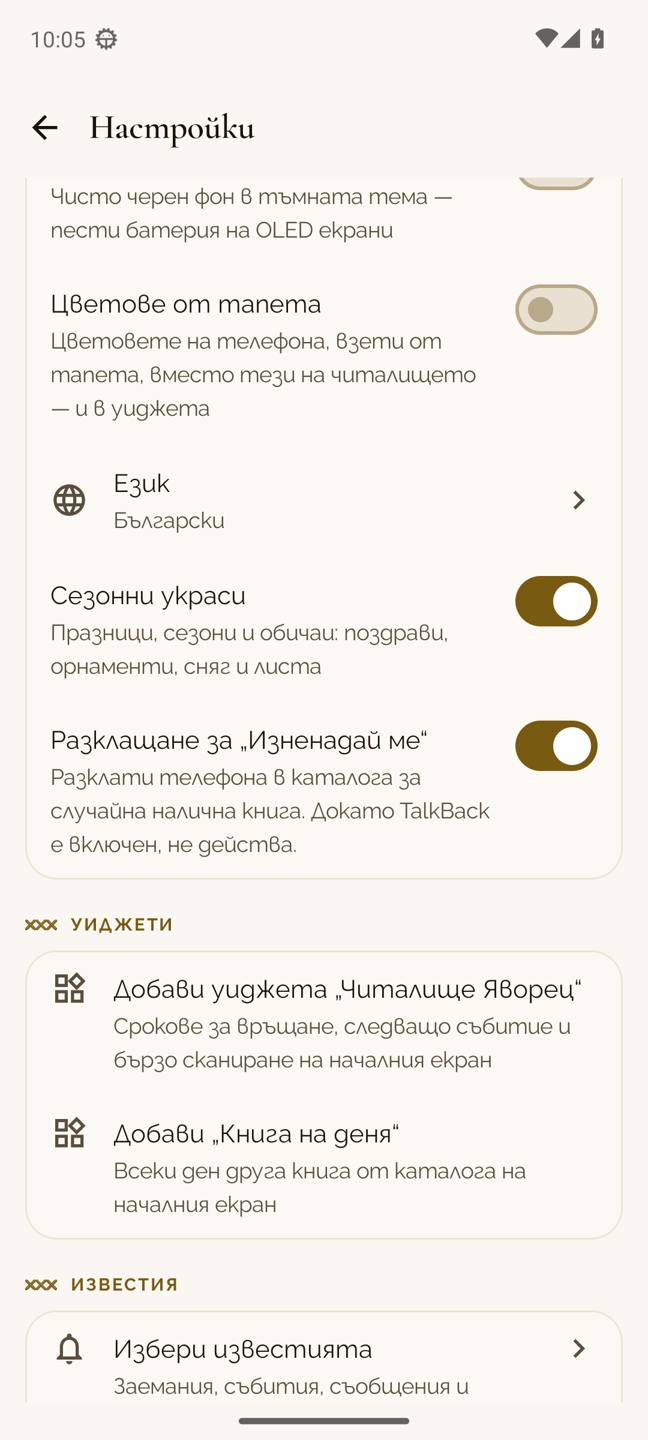 10:05
Настройки
Чисто черен фон в тъмната тема —
пести батерия на OLED екрани
Цветове от тапета
Цветовете на телефона, взети от
тапета, вместо тези на читалището
— и в уиджета
Език
Български
Сезонни украси
Празници, сезони и обичаи: поздрави,
орнаменти, сняг и листа
Разклащане за „Изненадай ме“
Разклати телефона в каталога за
случайна налична книга. Докато TalkBack
е включен, не действа.
УИДЖЕТИ
Добави уиджета „Читалище Яворец“
Срокове за връщане, следващо събитие и
бързо сканиране на началния екран
Добави „Книга на деня“
Всеки ден друга книга от каталога на
началния екран
ИЗВЕСТИЯ
Избери известията
Заемания, събития, съобщения и